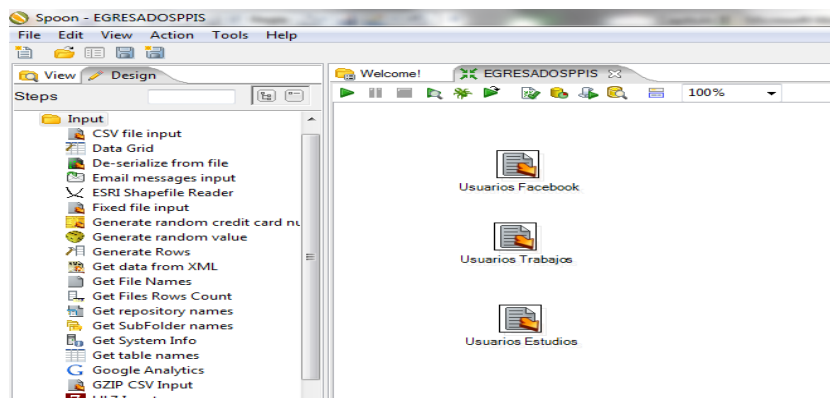 Spoon - EGRESADOSPPIS
File Edit View Action Tools Help
View Design
Steps
Input
CSV file input
Data Grid
De-serialize from file
Email messages input
ESRI Shapefile Reader
Fixed file input
Generate random credit card nu
Generate random value
Generate Rows
Get data from XML
Get File Names
Get Files Rows Count
Get repository names
Get SubFolder names
Get System Info
Get table names
Google Analytics
GZIP CSV Input
Welcome! EGRESADOSPPIS
100%
Usuarios Facebook
Usuarios Trabajos
Usuarios Estudios